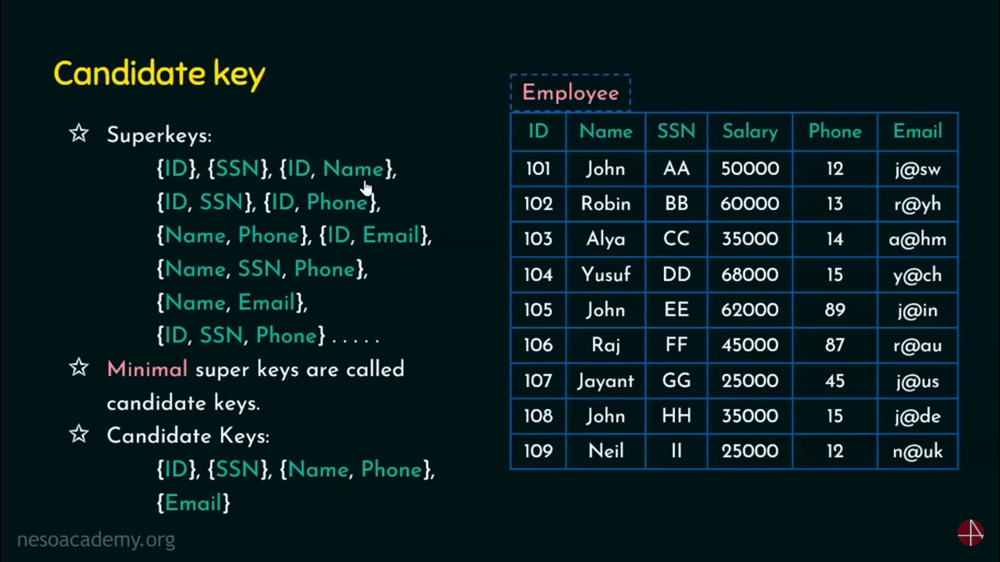 Candidate key
☆ Superkeys:
{ID}, {SSN}, {ID, Name},
{ID, SSN}, {ID, Phone},
{Name, Phone}, {ID, Email},
{Name, SSN, Phone},
{Name, Email},
{ID, SSN, Phone} . . . . .
☆ Minimal super keys are called
candidate keys.
☆ Candidate Keys:
{ID}, {SSN}, {Name, Phone},
{Email}
Employee
ID Name SSN Salary Phone Email
101 John AA 50000 12 j@sw
102 Robin BB 60000 13 r@yh
103 Alya CC 35000 14 a@hm
104 Yusuf DD 68000 15 y@ch
105 John EE 62000 89 j@in
106 Raj FF 45000 87 r@au
107 Jayant GG 25000 45 j@us
108 John HH 35000 15 j@de
109 Neil II 25000 12 n@uk
nesoacademy.org